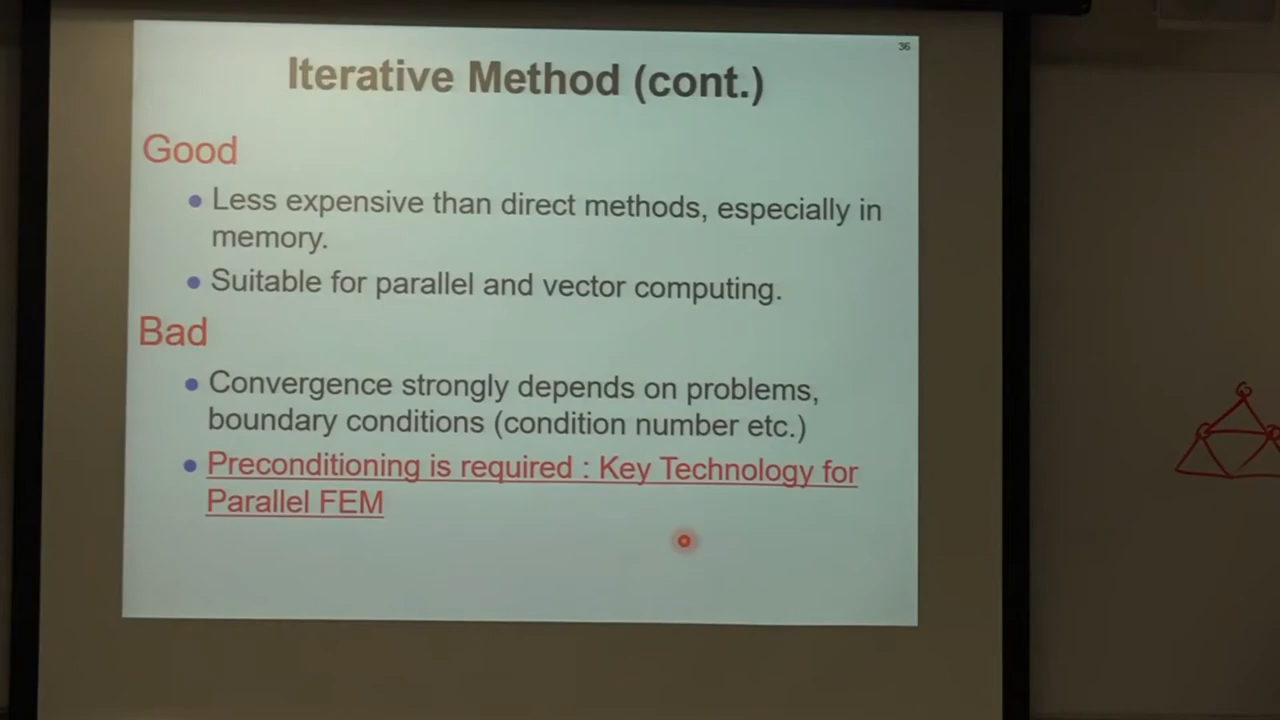 36
Iterative Method (cont.)
Good
• Less expensive than direct methods, especially in
memory.
• Suitable for parallel and vector computing.
Bad
• Convergence strongly depends on problems,
boundary conditions (condition number etc.)
• Preconditioning is required : Key Technology for
Parallel FEM